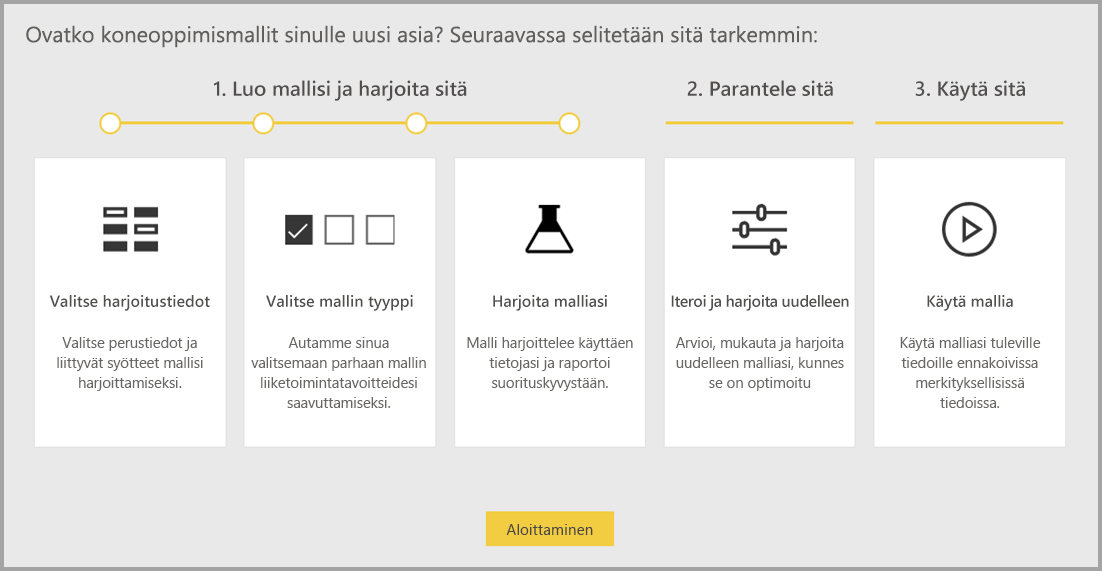 Ovatko koneoppimismallit sinulle uusi asia? Seuraavassa selitetään sitä tarkemmin:
1. Luo mallisi ja harjoita sitä
2. Parantele sitä
3. Käytä sitä
Valitse harjoitustiedot
Valitse perustiedot ja
liittyvät syötteet mallisi
harjoittamiseksi.
Valitse mallin tyyppi
Autamme sinua
valitsemaan parhaan mallin
liiketoimintatavoitteidesi
saavuttamiseksi.
Harjoita malliasi
Malli harjoittelee käyttäen
tietojasi ja raportoi
suorituskyvystään.
Iteroi ja harjoita uudelleen
Arvioi, mukauta ja harjoita
uudelleen malliasi, kunnes
se on optimoitu
Käytä mallia
Käytä malliasi tuleville
tiedoille ennakoivissa
merkityksellisissä
tiedoissa.
Aloittaminen